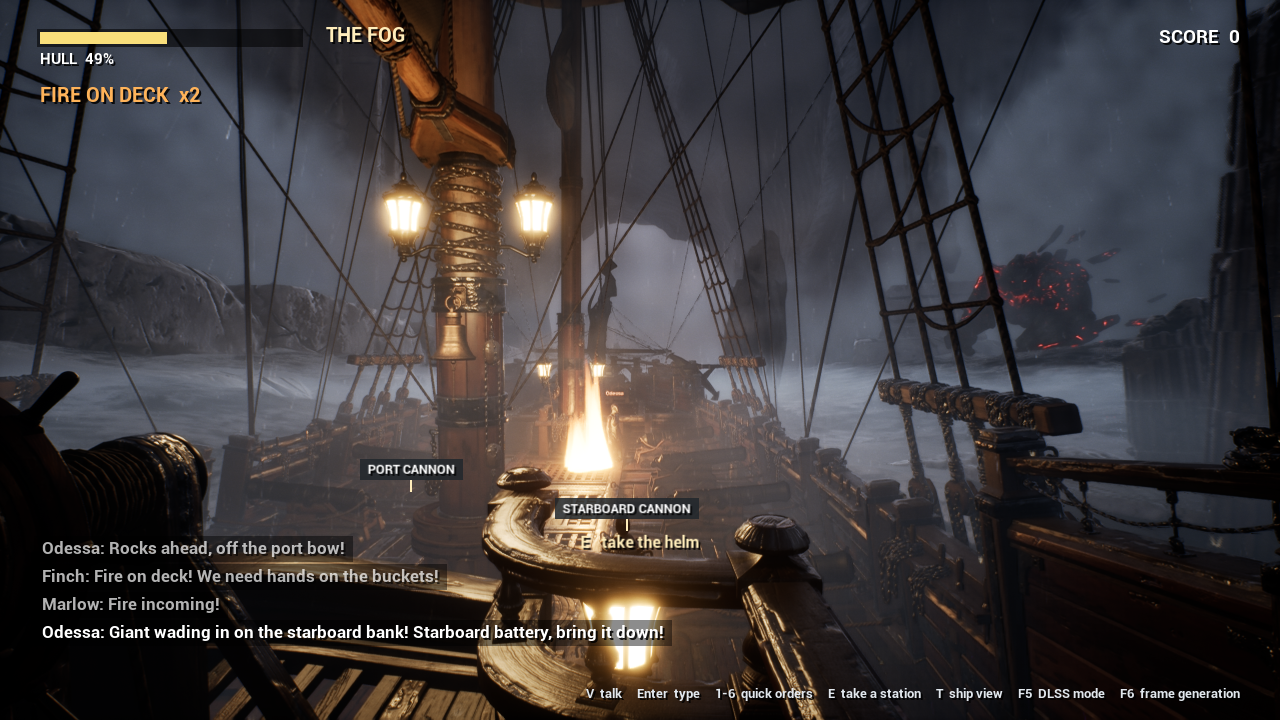 THE FOG
SCORE 0
HULL 49%
FIRE ON DECK x2
PORT CANNON
STARBOARD CANNON
E take the helm
Odessa: Rocks ahead, off the port bow!
Finch: Fire on deck! We need hands on the buckets!
Marlow: Fire incoming!
Odessa: Giant wading in on the starboard bank! Starboard battery, bring it down!
V talk Enter type 1-6 quick orders E take a station T ship view F5 DLSS mode F6 frame generation